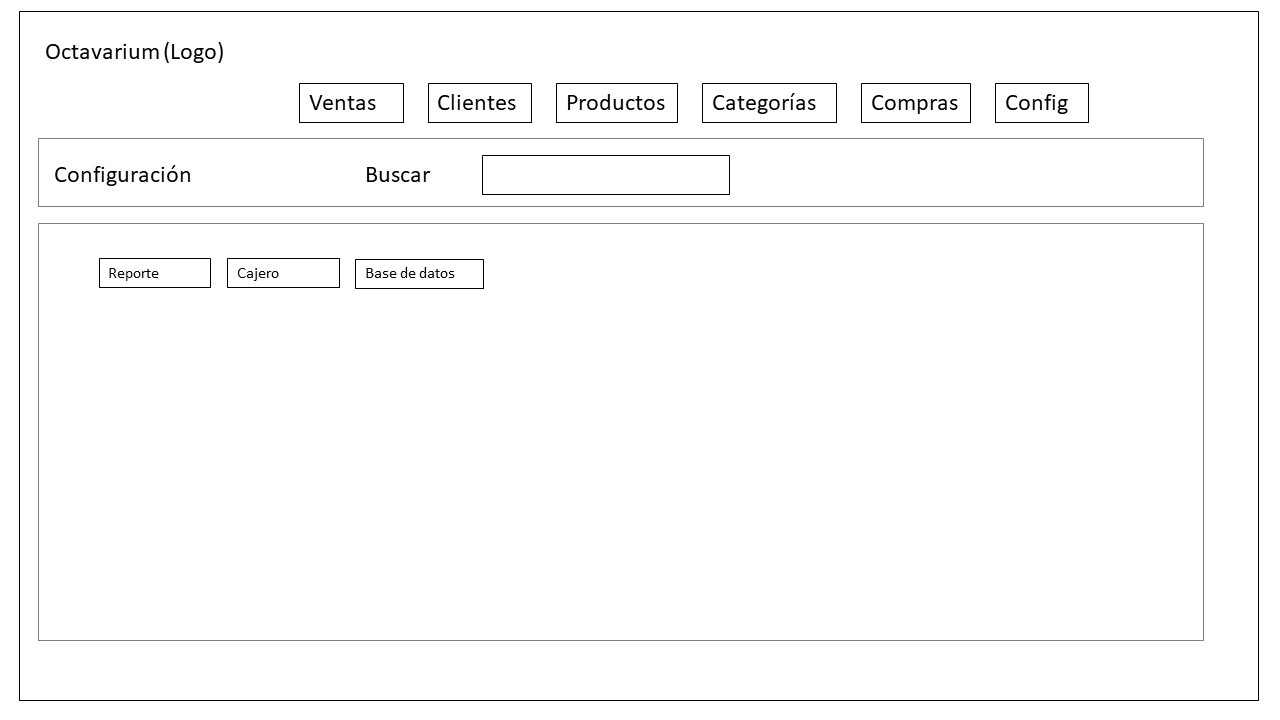 Octavarium (Logo)
Ventas Clientes Productos Categorías Compras Config
Configuración Buscar
Reporte Cajero Base de datos